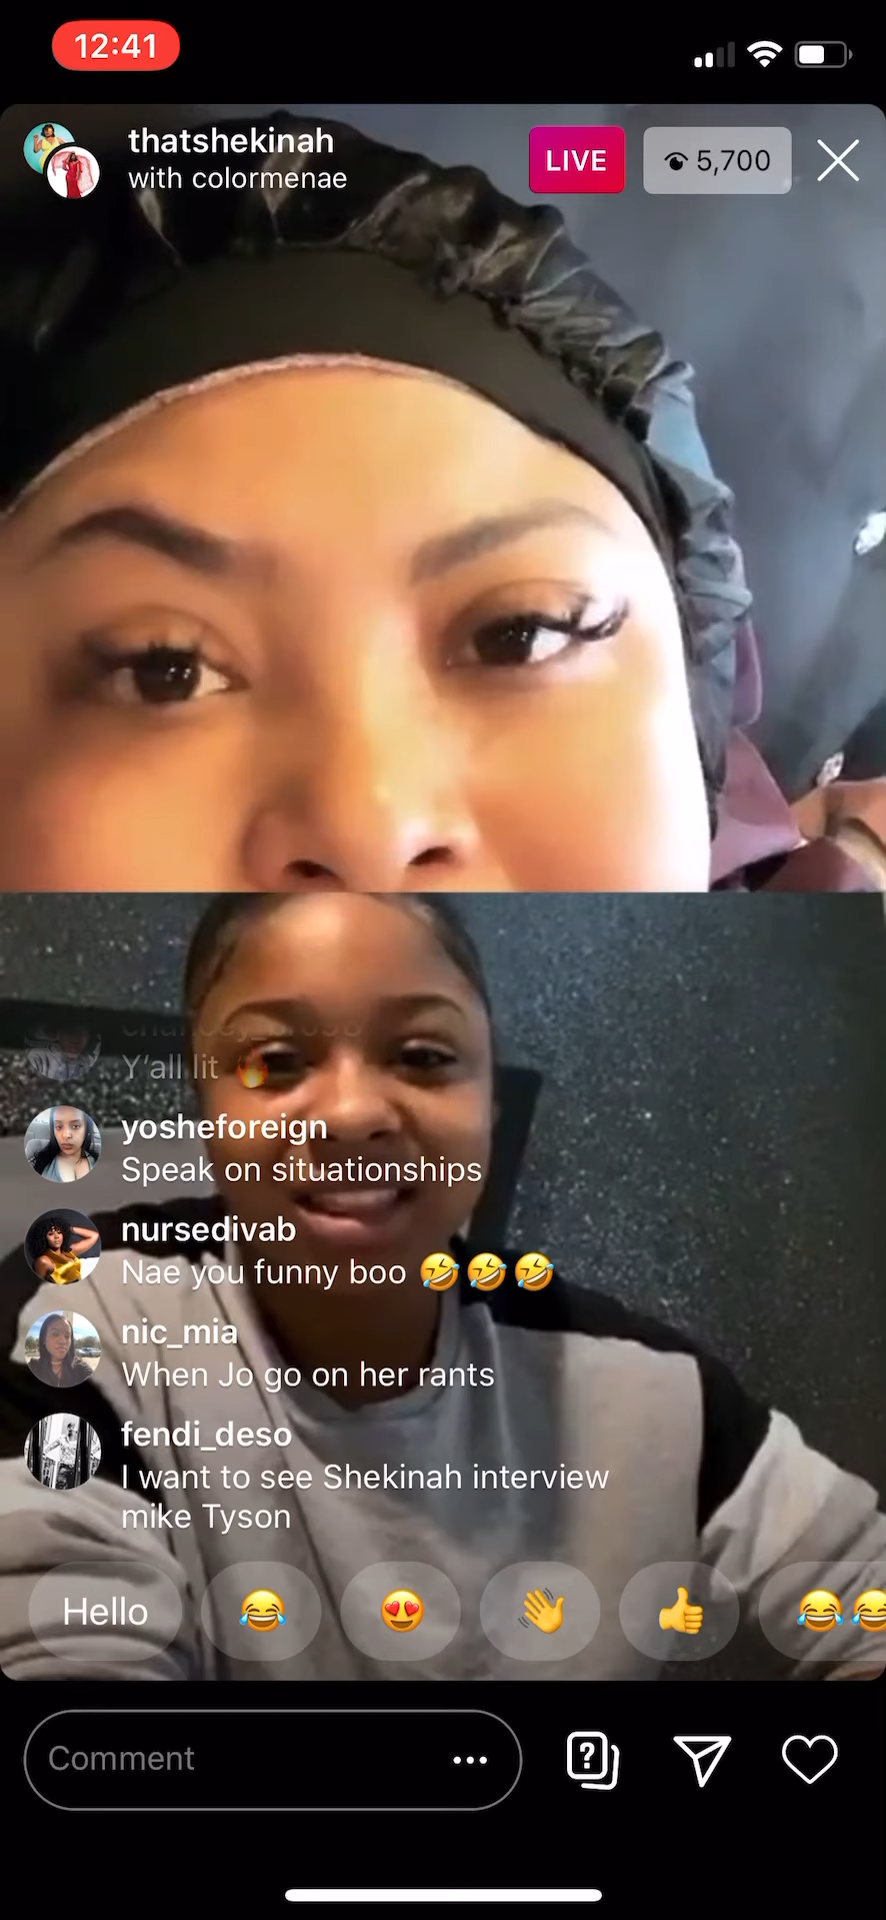 12:41
thatshekinah
with colormenae
LIVE
5,700
Y'all lit 🔥
yosheforeign
Speak on situationships
nursedivab
Nae you funny boo 🤣🤣🤣
nic_mia
When Jo go on her rants
fendi_deso
I want to see Shekinah interview
mike Tyson
Hello 😂 😍 👋 👍 😂😂
Comment
?